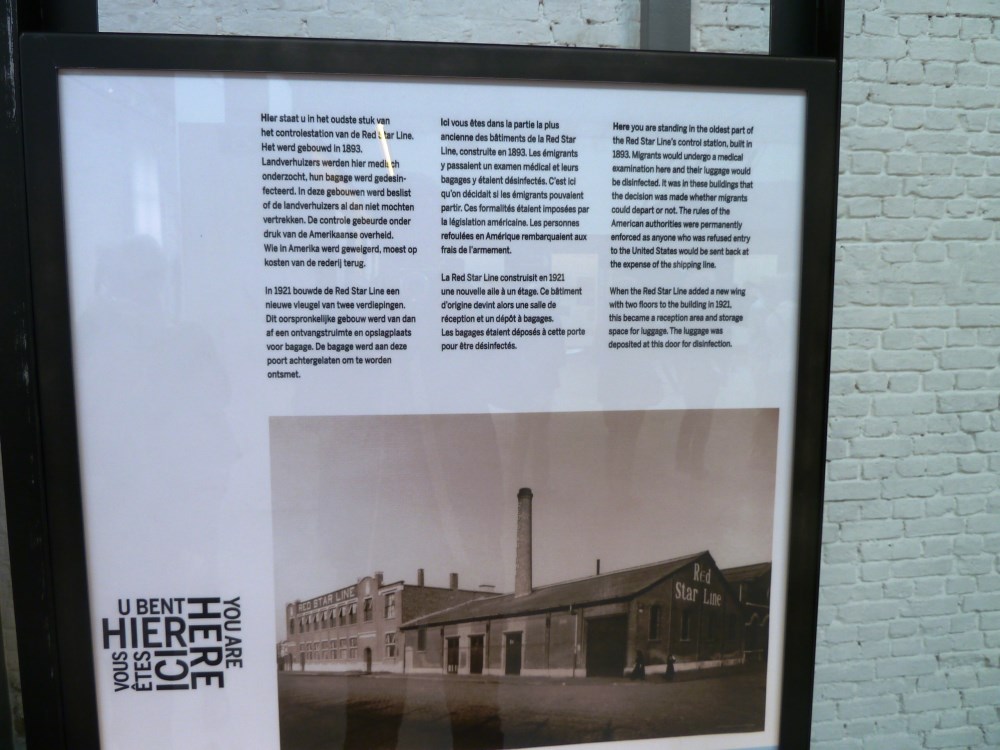 Hier staat u in het oudste stuk van
het controlestation van de Red Star Line.
Het werd gebouwd in 1893.
Landverhuizers werden hier medisch
onderzocht, hun bagage werd gedesin-
fecteerd. In deze gebouwen werd beslist
of de landverhuizers al dan niet mochten
vertrekken. De controle gebeurde onder
druk van de Amerikaanse overheid.
Wie in Amerika werd geweigerd, moest op
kosten van de rederij terug.
In 1921 bouwde de Red Star Line een
nieuwe vleugel van twee verdiepingen.
Dit oorspronkelijke gebouw werd van dan
af een ontvangstruimte en opslagplaats
voor bagage. De bagage werd aan deze
poort achtergelaten om te worden
ontsmet.
Ici vous êtes dans la partie la plus
ancienne des bâtiments de la Red Star
Line, construite en 1893. Les émigrants
y passaient un examen médical et leurs
bagages y étaient désinfectés. C'est ici
qu'on décidait si les émigrants pouvaient
partir. Ces formalités étaient imposées par
la législation américaine. Les personnes
refoulées en Amérique rembarquaient aux
frais de l'armement.
La Red Star Line construisit en 1921
une nouvelle aile à un étage. Ce bâtiment
d'origine devint alors une salle de
réception et un dépôt à bagages.
Les bagages étaient déposés à cette porte
pour être désinfectés.
Here you are standing in the oldest part of
the Red Star Line's control station, built in
1893. Migrants would undergo a medical
examination here and their luggage would
be disinfected. It was in these buildings that
the decision was made whether migrants
could depart or not. The rules of the
American authorities were permanently
enforced as anyone who was refused entry
to the United States would be sent back at
the expense of the shipping line.
When the Red Star Line added a new wing
with two floors to the building in 1921,
this became a reception area and storage
space for luggage. The luggage was
deposited at this door for disinfection.
RED STAR LINE
Red
Star Line
U BENT
HIER
VOUS
ÊTES
ICI
YOU ARE
HERE